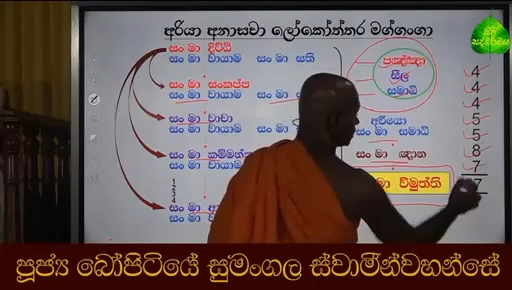 අරියා අනාසවා ලෝකෝත්තර මග්ගංගා
සං මා දිට්ඨි
සං මා වායාම සං මා සති
සං මා සංකප්ප
සං මා වායාම
සං මා වාචා
සං මා වායාම සං මා
සං මා කම්මන්ත
සං මා වායාම
1
2
3
4
සං මා
සං මා
සීල
සමාධි
අරියො
සං මා සමාධි
සං මා ඥාන
මා විමුත්ති
4
4
4
5
5
8
7
7
පූජ්‍ය බෝපිටියේ සුමංගල ස්වාමීන්වහන්සේ